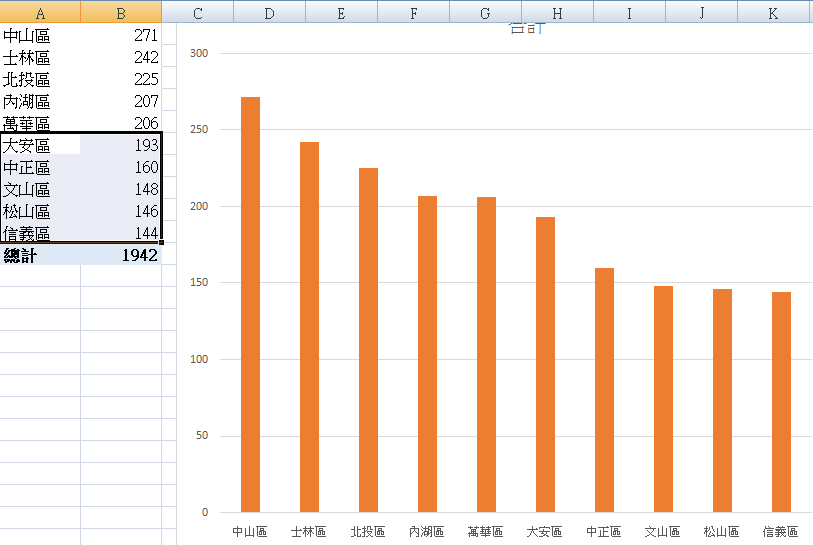 A B C D E F G H I J K
中山區 271
士林區 242
北投區 225
內湖區 207
萬華區 206
大安區 193
中正區 160
文山區 148
松山區 146
信義區 144
總計 1942
合計
300
250
200
150
100
50
0
中山區 士林區 北投區 內湖區 萬華區 大安區 中正區 文山區 松山區 信義區